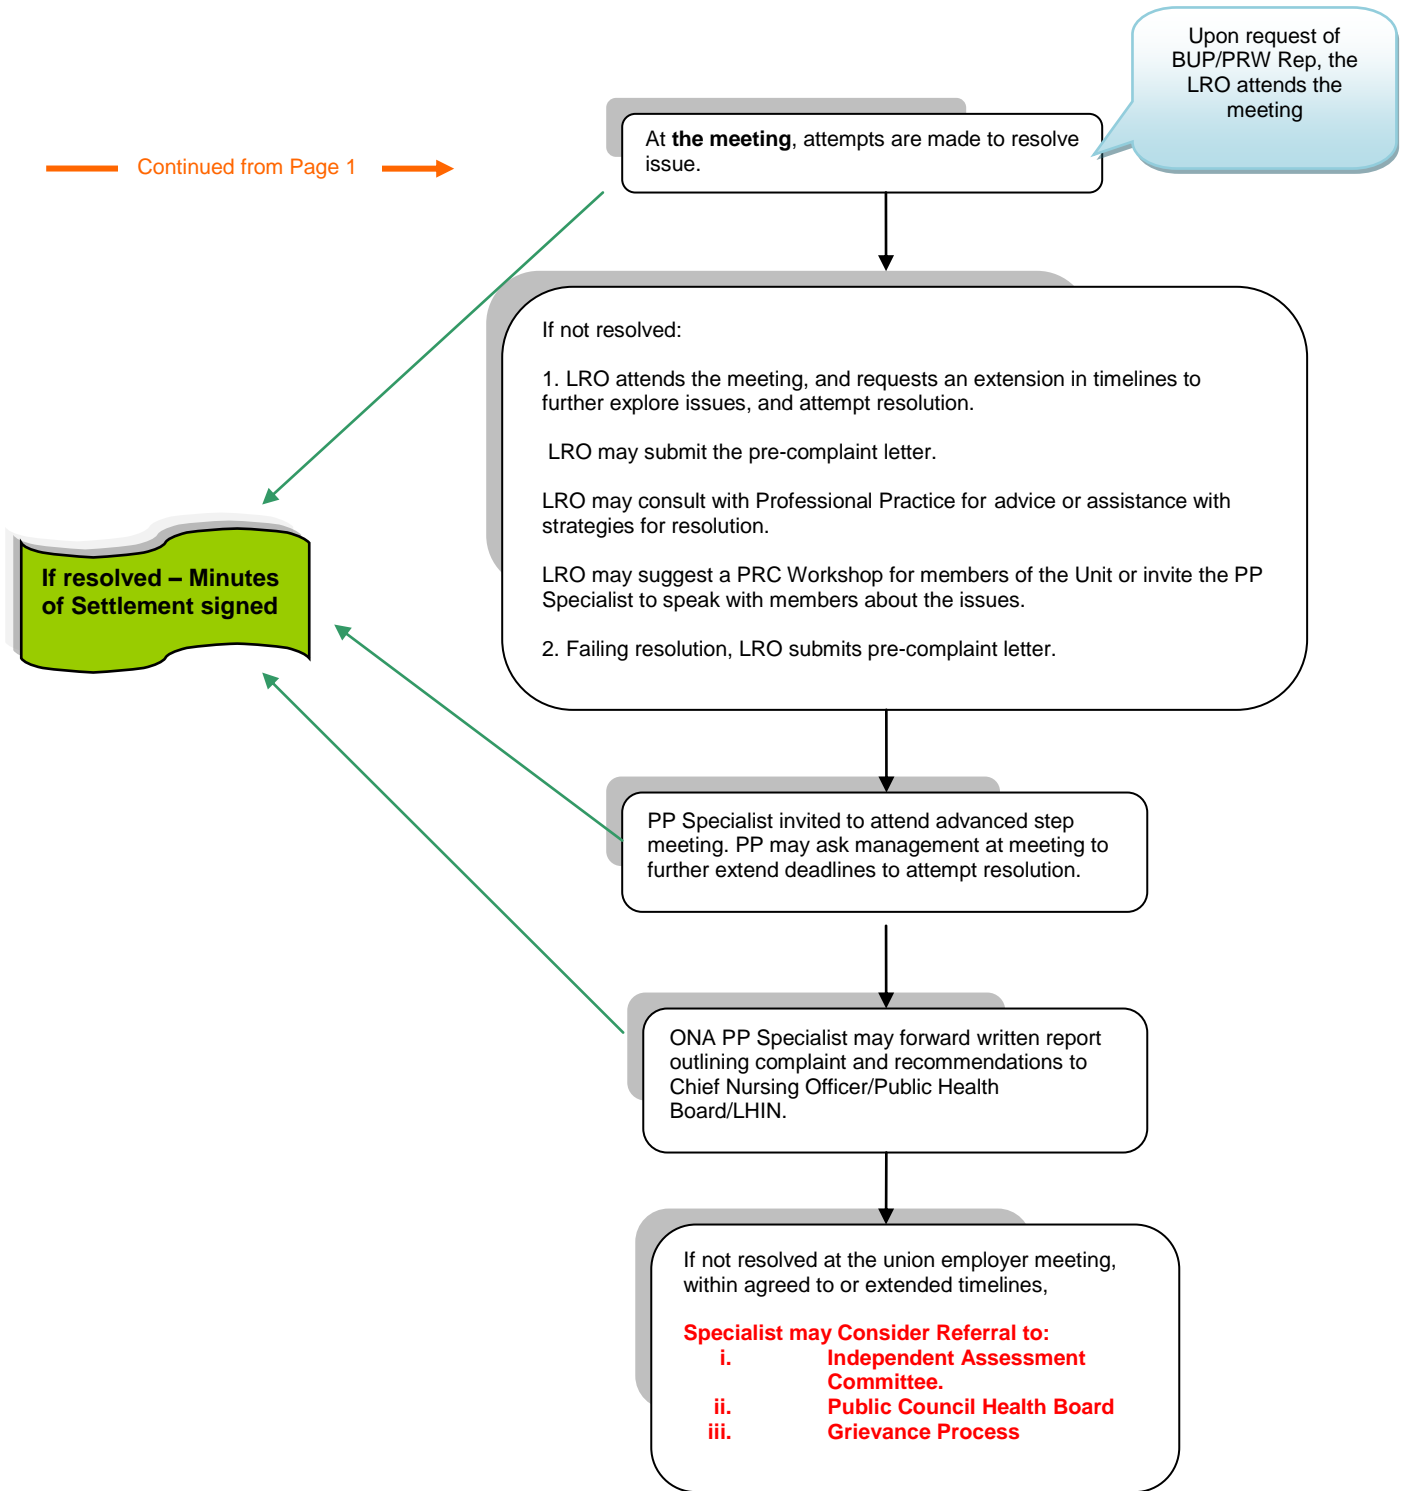 Upon request of
BUP/PRW Rep, the
LRO attends the
meeting
At the meeting, attempts are made to resolve
issue.
Continued from Page 1
If not resolved:
1. LRO attends the meeting, and requests an extension in timelines to
further explore issues, and attempt resolution.
LRO may submit the pre-complaint letter.
LRO may consult with Professional Practice for advice or assistance with
strategies for resolution.
LRO may suggest a PRC Workshop for members of the Unit or invite the PP
Specialist to speak with members about the issues.
2. Failing resolution, LRO submits pre-complaint letter.
If resolved – Minutes
of Settlement signed
PP Specialist invited to attend advanced step
meeting. PP may ask management at meeting to
further extend deadlines to attempt resolution.
ONA PP Specialist may forward written report
outlining complaint and recommendations to
Chief Nursing Officer/Public Health
Board/LHIN.
If not resolved at the union employer meeting,
within agreed to or extended timelines,
Specialist may Consider Referral to:
i. Independent Assessment
Committee.
ii. Public Council Health Board
iii. Grievance Process